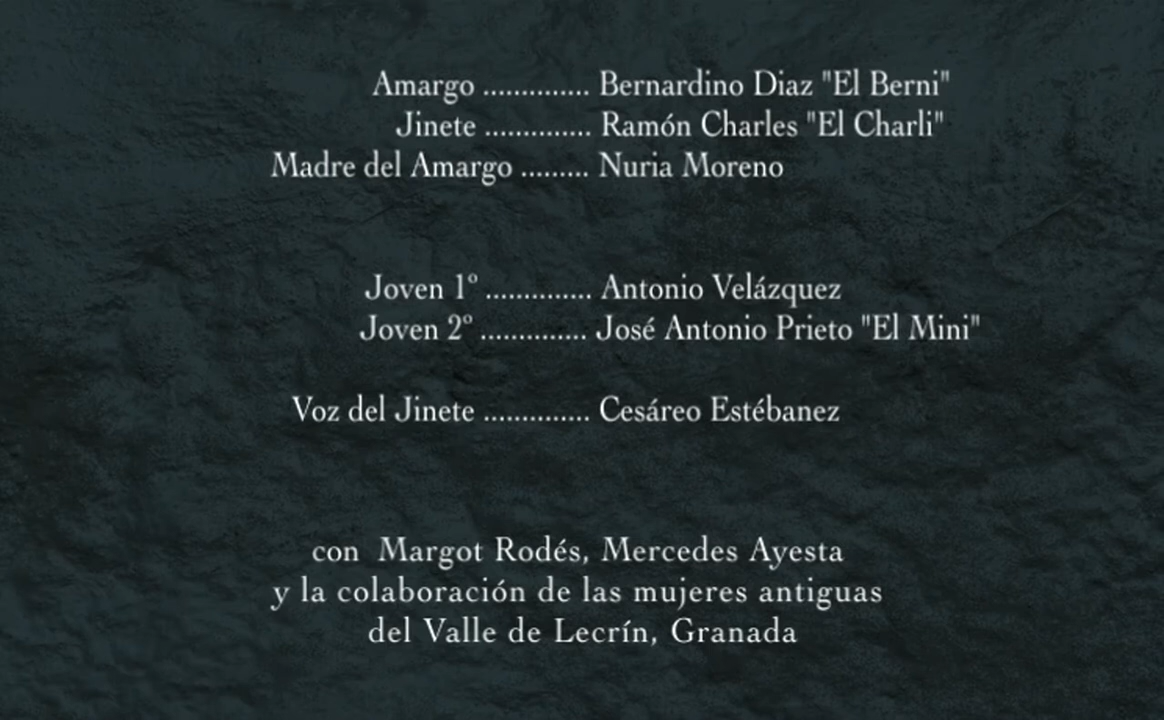 Amargo .............. Bernardino Diaz "El Berni"
Jinete .............. Ramón Charles "El Charli"
Madre del Amargo ......... Nuria Moreno
Joven 1º .............. Antonio Velázquez
Joven 2º .............. José Antonio Prieto "El Mini"
Voz del Jinete .............. Cesáreo Estébanez
con Margot Rodés, Mercedes Ayesta
y la colaboración de las mujeres antiguas
del Valle de Lecrín, Granada